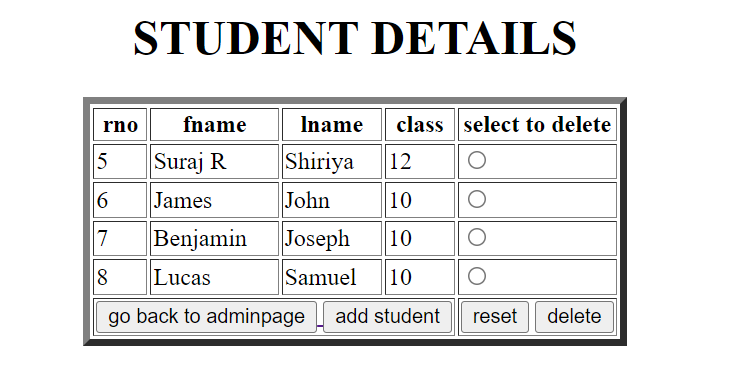 STUDENT DETAILS
rno fname lname class select to delete
5 Suraj R Shiriya 12
6 James John 10
7 Benjamin Joseph 10
8 Lucas Samuel 10
go back to adminpage add student reset delete